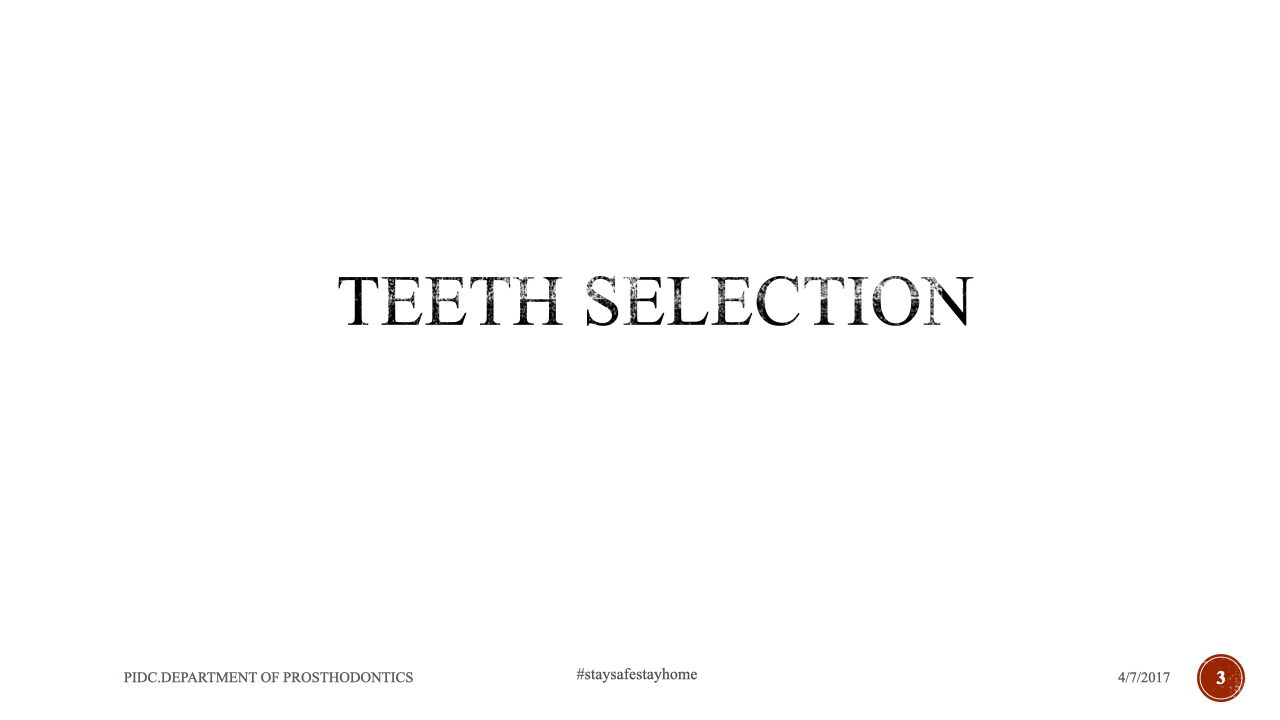 TEETH SELECTION
PIDC.DEPARTMENT OF PROSTHODONTICS
#staysafestayhome
4/7/2017
3